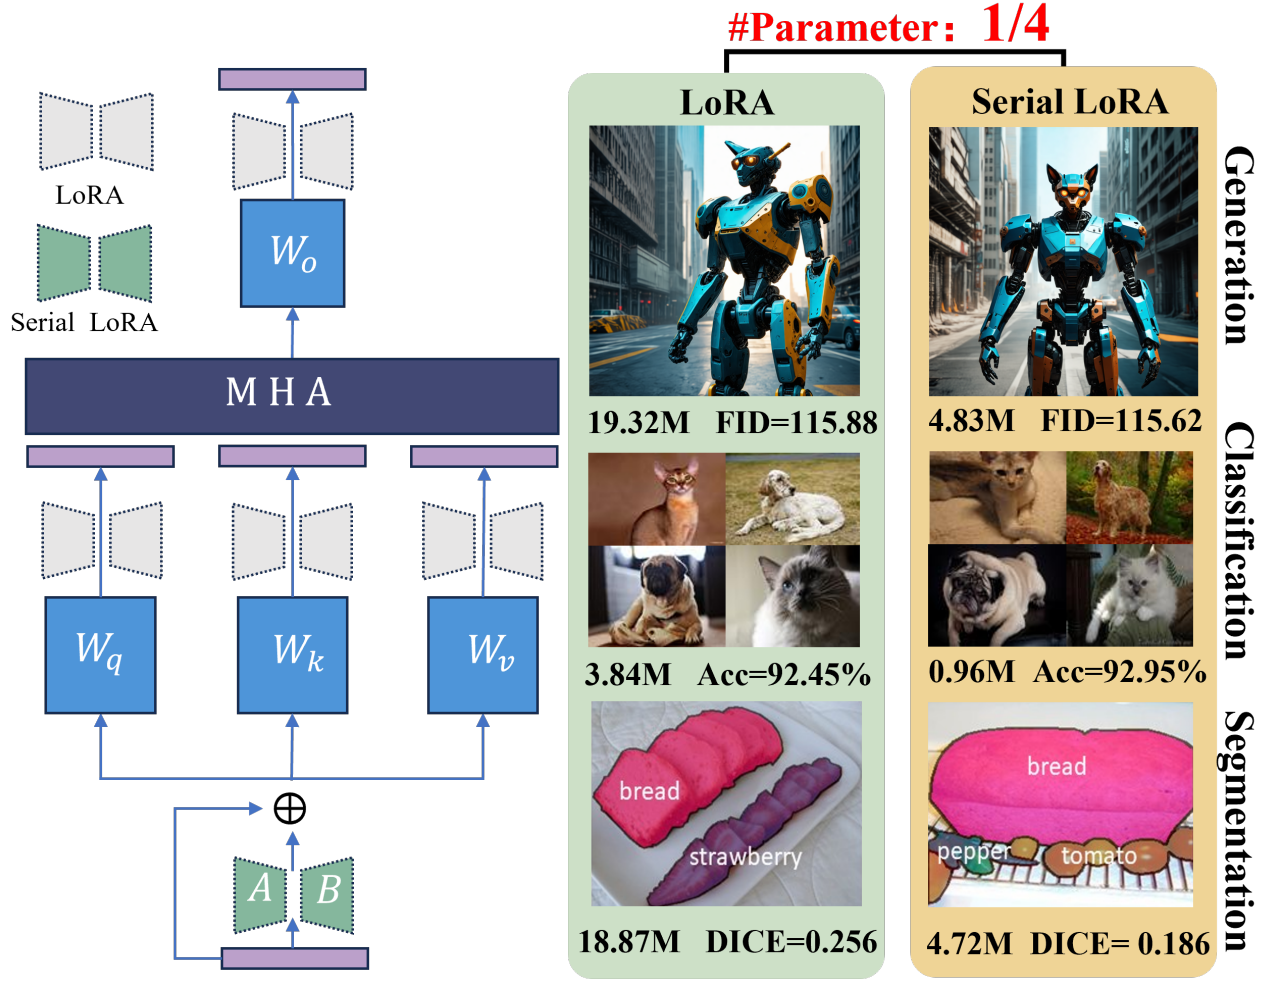 #Parameter: 1/4
LoRA
Serial LoRA
LoRA
Serial LoRA
W_o
M H A
W_q
W_k
W_v
A
B
19.32M FID=115.88
4.83M FID=115.62
Generation
3.84M Acc=92.45%
0.96M Acc=92.95%
Classification
bread
strawberry
bread
pepper
tomato
18.87M DICE=0.256
4.72M DICE= 0.186
Segmentation